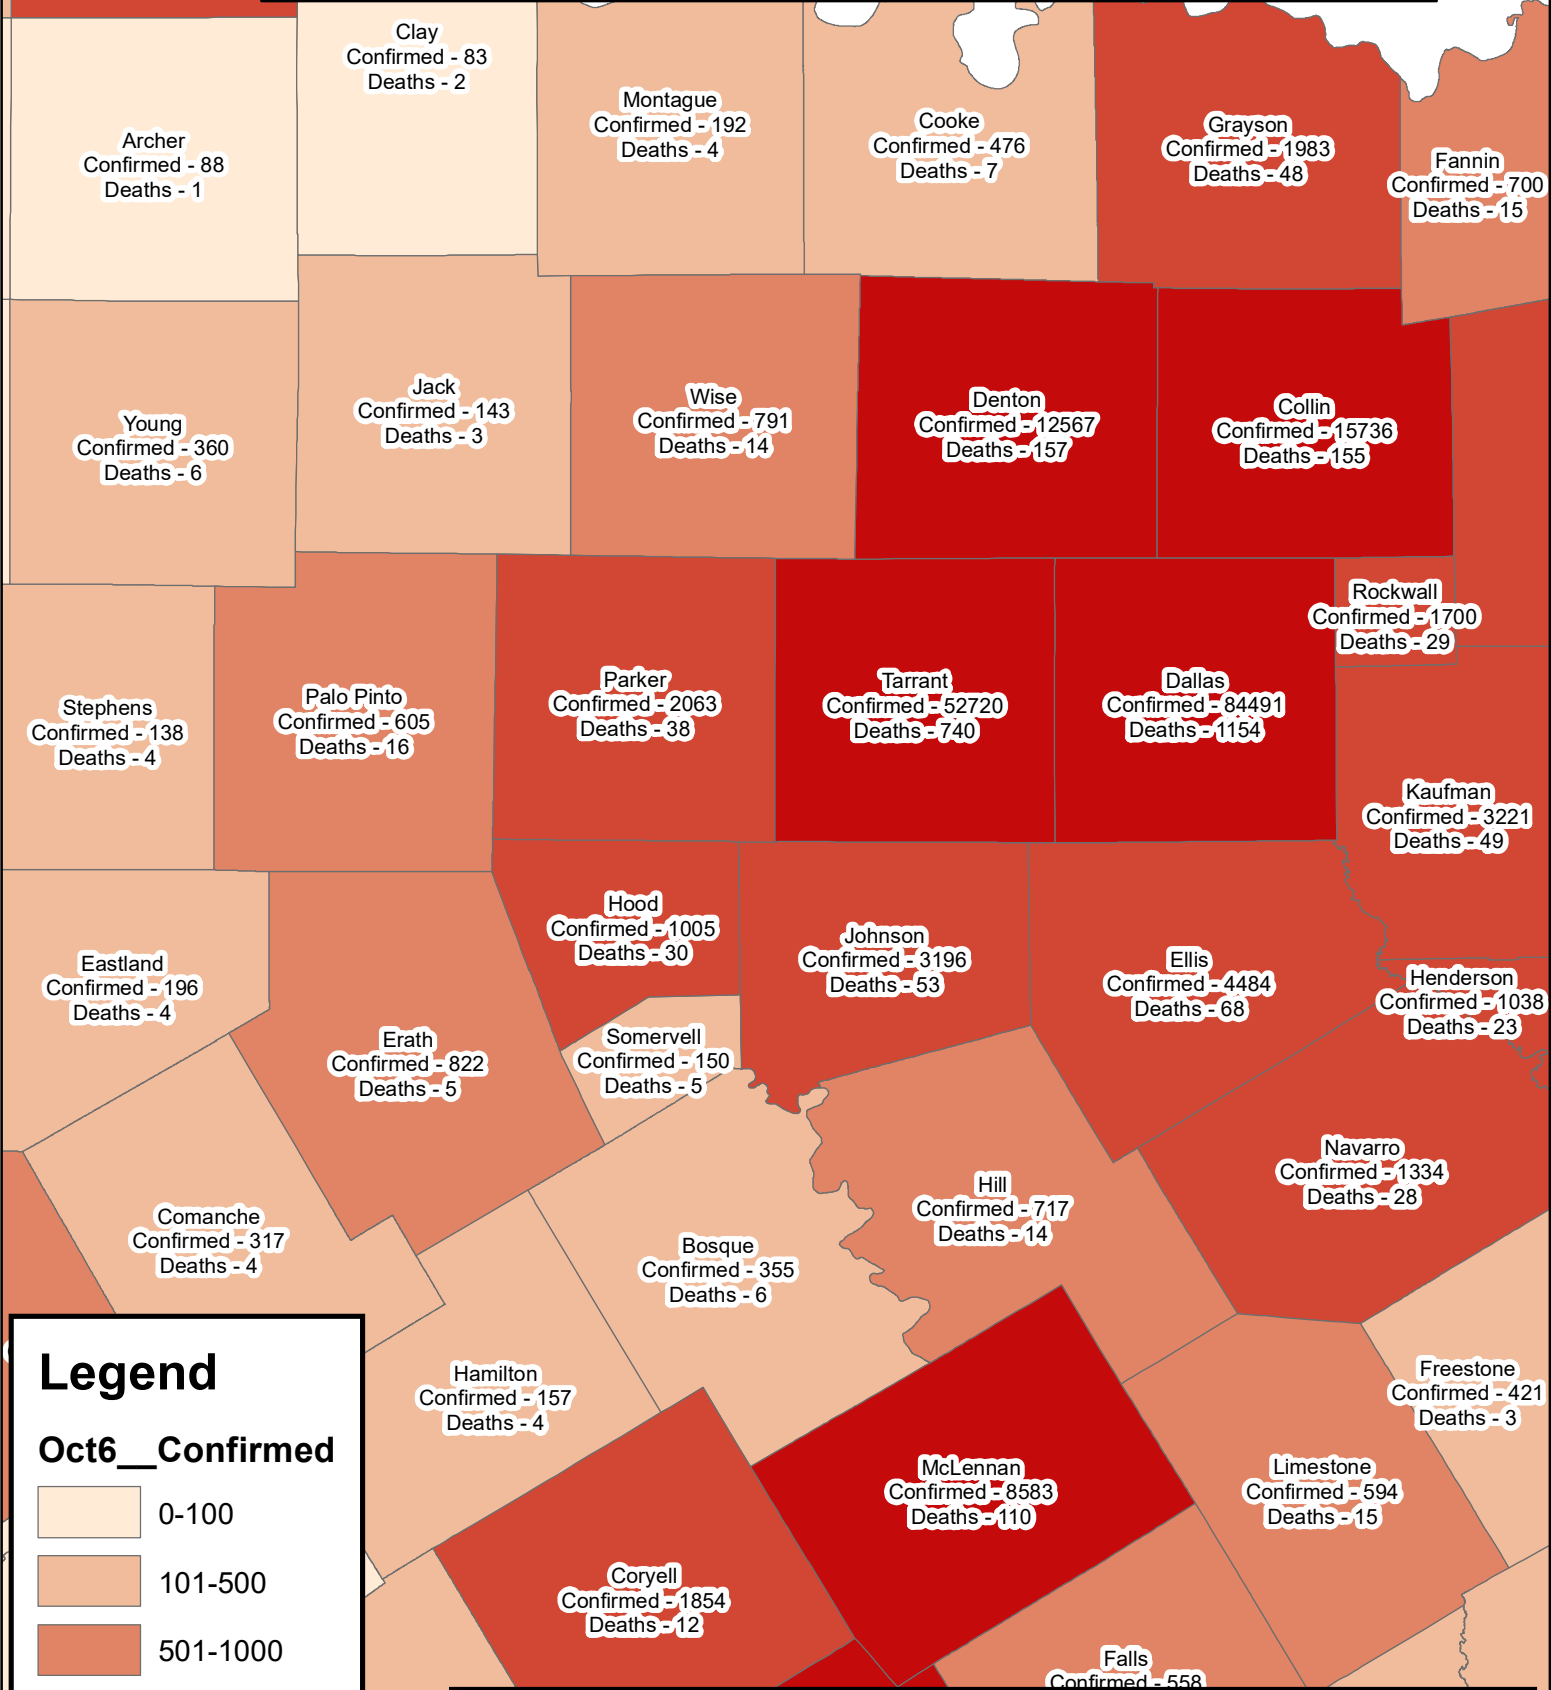 Clay
Confirmed - 83
Deaths - 2
Montague
Confirmed - 192
Deaths - 4
Cooke
Confirmed - 476
Deaths - 7
Grayson
Confirmed - 1983
Deaths - 48
Archer
Confirmed - 88
Deaths - 1
Fannin
Confirmed - 700
Deaths - 15
Young
Confirmed - 360
Deaths - 6
Jack
Confirmed - 143
Deaths - 3
Wise
Confirmed - 791
Deaths - 14
Denton
Confirmed - 12567
Deaths - 157
Collin
Confirmed - 15736
Deaths - 155
Rockwall
Confirmed - 1700
Deaths - 29
Stephens
Confirmed - 138
Deaths - 4
Palo Pinto
Confirmed - 605
Deaths - 16
Parker
Confirmed - 2063
Deaths - 38
Tarrant
Confirmed - 52720
Deaths - 740
Dallas
Confirmed - 84491
Deaths - 1154
Kaufman
Confirmed - 3221
Deaths - 49
Eastland
Confirmed - 196
Deaths - 4
Erath
Confirmed - 822
Deaths - 5
Hood
Confirmed - 1005
Deaths - 30
Somervell
Confirmed - 150
Deaths - 5
Johnson
Confirmed - 3196
Deaths - 53
Ellis
Confirmed - 4484
Deaths - 68
Henderson
Confirmed - 1038
Deaths - 23
Comanche
Confirmed - 317
Deaths - 4
Bosque
Confirmed - 355
Deaths - 6
Hill
Confirmed - 717
Deaths - 14
Navarro
Confirmed - 1334
Deaths - 28
Hamilton
Confirmed - 157
Deaths - 4
McLennan
Confirmed - 8583
Deaths - 110
Limestone
Confirmed - 594
Deaths - 15
Freestone
Confirmed - 421
Deaths - 3
Coryell
Confirmed - 1854
Deaths - 12
Falls
Confirmed - 558
Legend
Oct6__Confirmed
0-100
101-500
501-1000